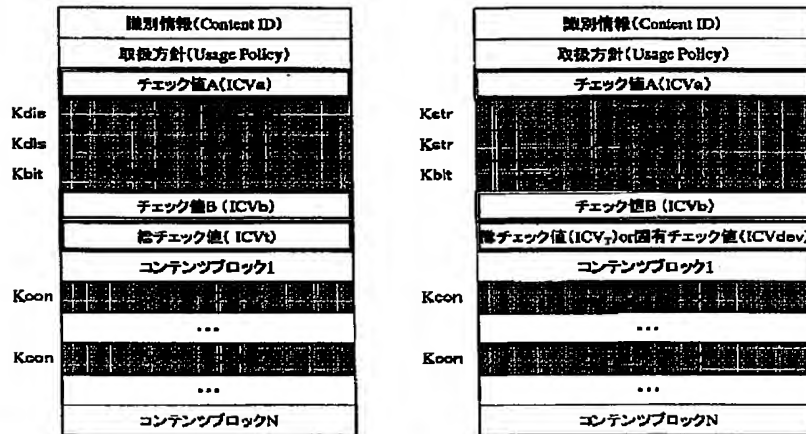 識別情報(Content ID)
取扱方針(Usage Policy)
チェック値A(ICVa)
Kdis
Kdis
Kbit
チェック値B (ICVb)
総チェック値( ICVt)
コンテンツブロック1
Kcon
...
Kcon
...
コンテンツブロックN
識別情報(Content ID)
取扱方針(Usage Policy)
チェック値A(ICVa)
Kstr
Kstr
Kbit
チェック値B (ICVb)
総チェック値(ICVT)or固有チェック値(ICVdev)
コンテンツブロック1
Kcon
...
Kcon
...
コンテンツブロックN